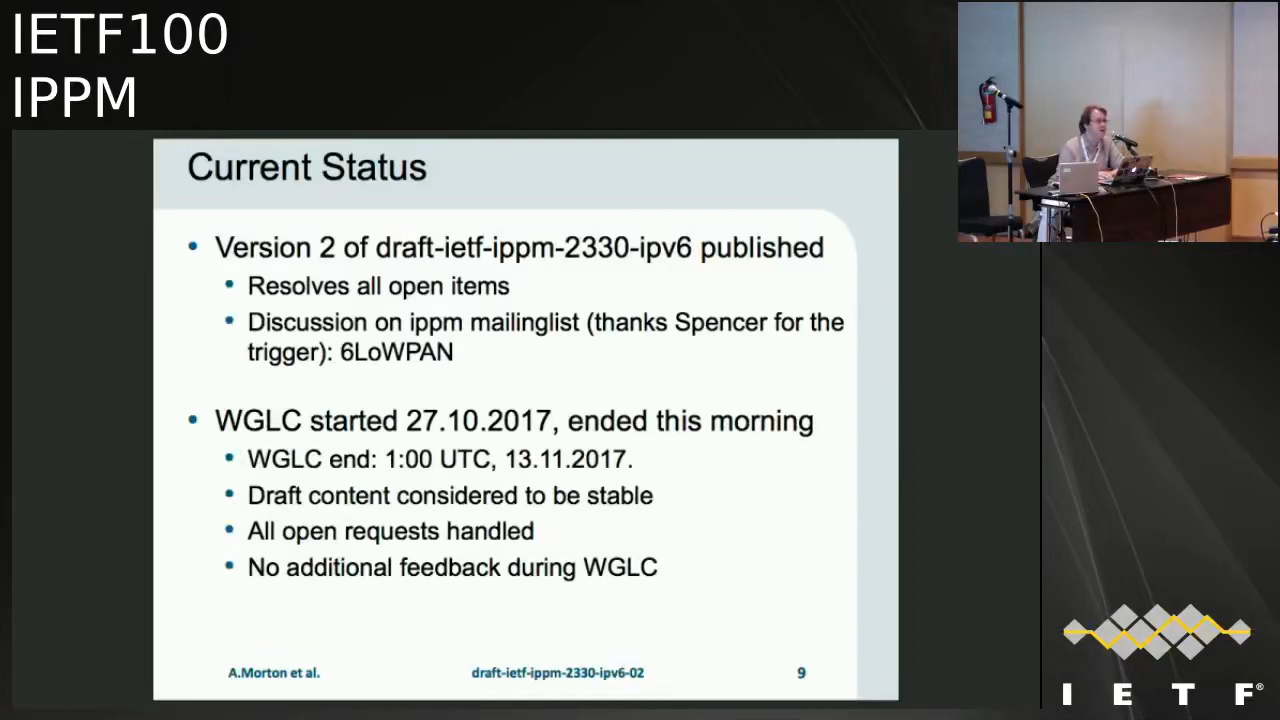 IETF100
IPPM
Current Status
• Version 2 of draft-ietf-ippm-2330-ipv6 published
• Resolves all open items
• Discussion on ippm mailinglist (thanks Spencer for the
trigger): 6LoWPAN
• WGLC started 27.10.2017, ended this morning
• WGLC end: 1:00 UTC, 13.11.2017.
• Draft content considered to be stable
• All open requests handled
• No additional feedback during WGLC
A.Morton et al. draft-ietf-ippm-2330-ipv6-02 9
I E T F®